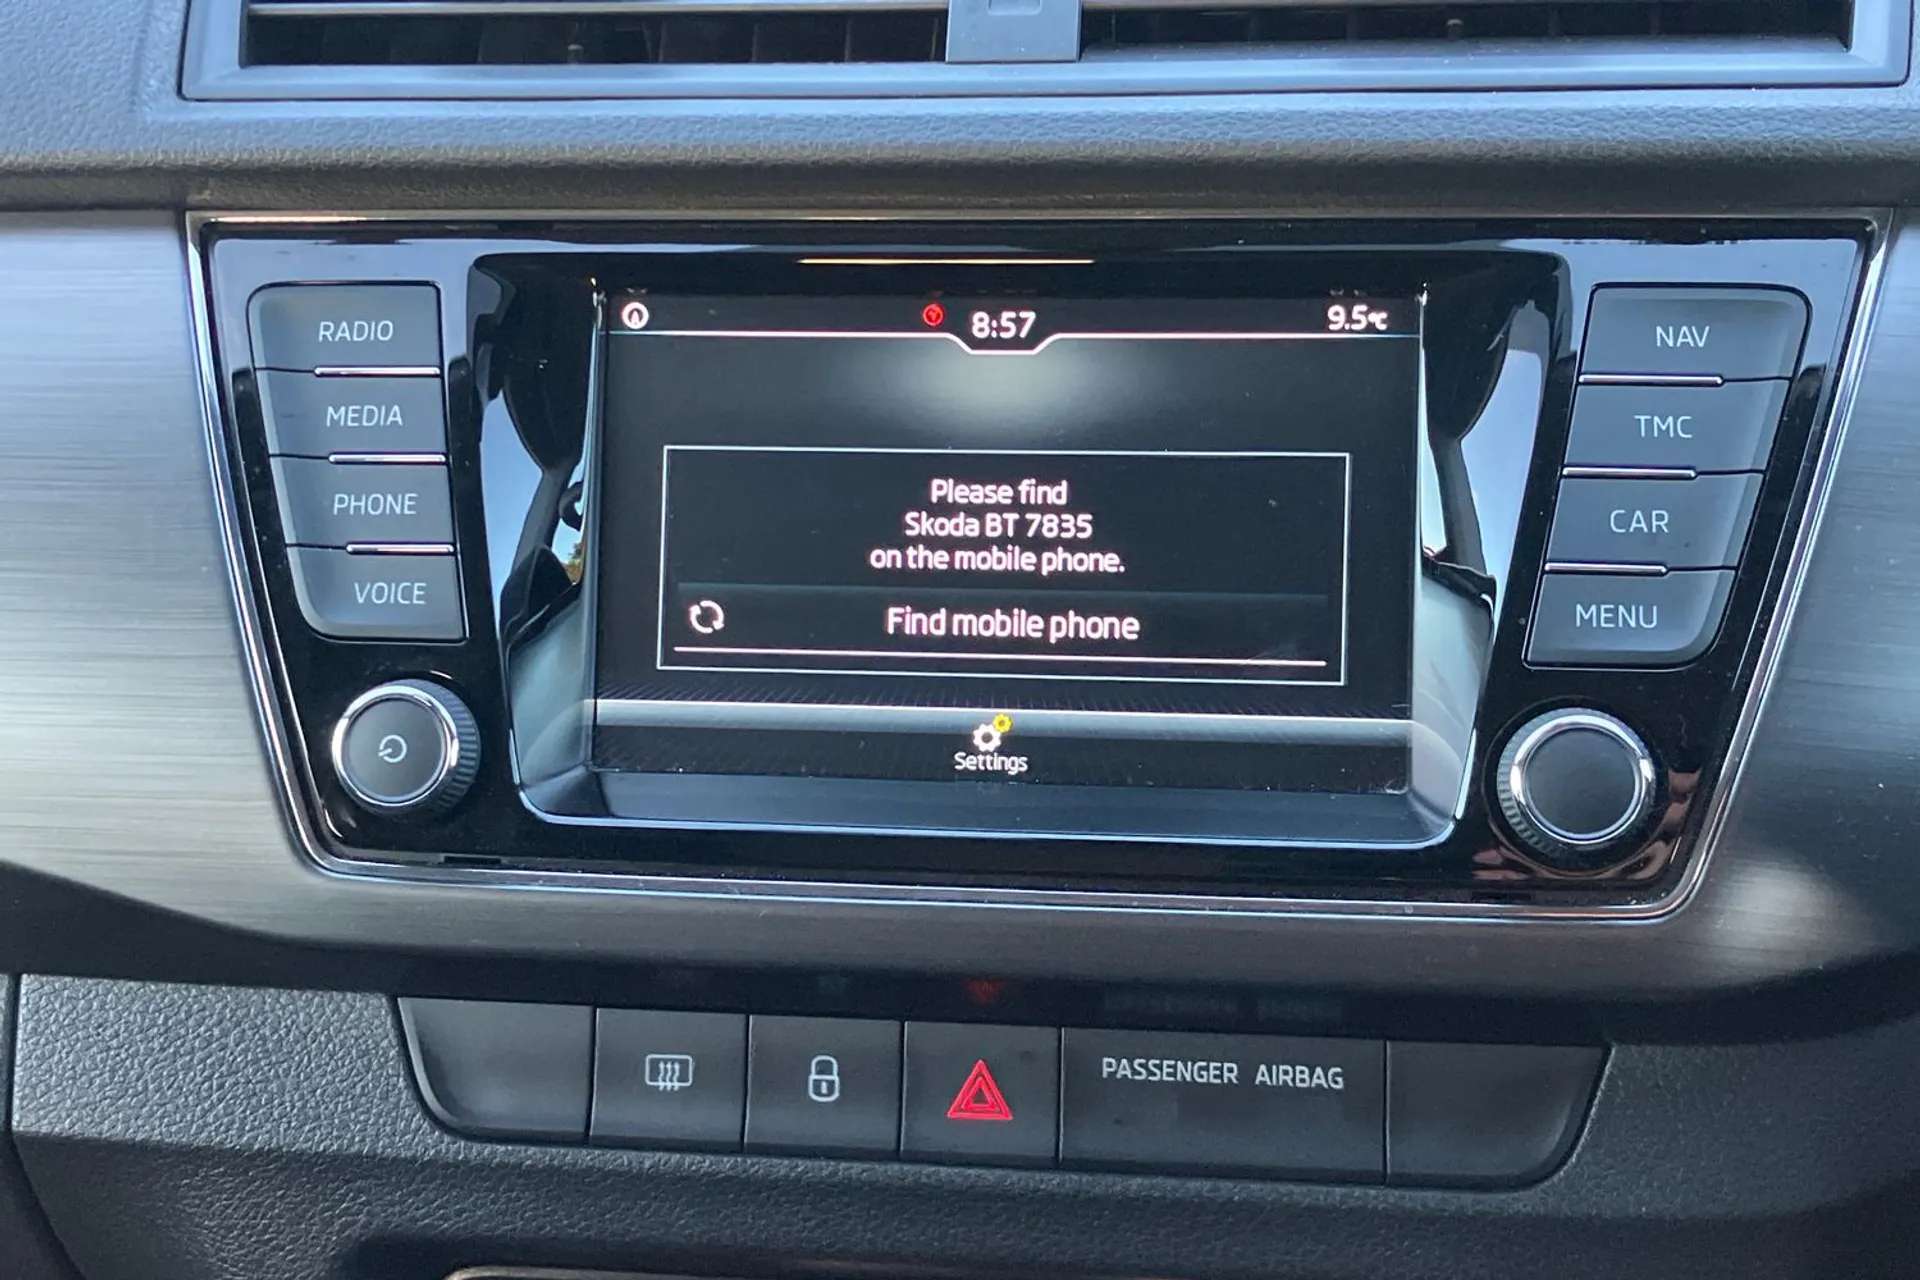 8:57
9.5°C
RADIO
MEDIA
PHONE
VOICE
Please find
Skoda BT 7835
on the mobile phone.
Find mobile phone
Settings
NAV
TMC
CAR
MENU
PASSENGER AIRBAG